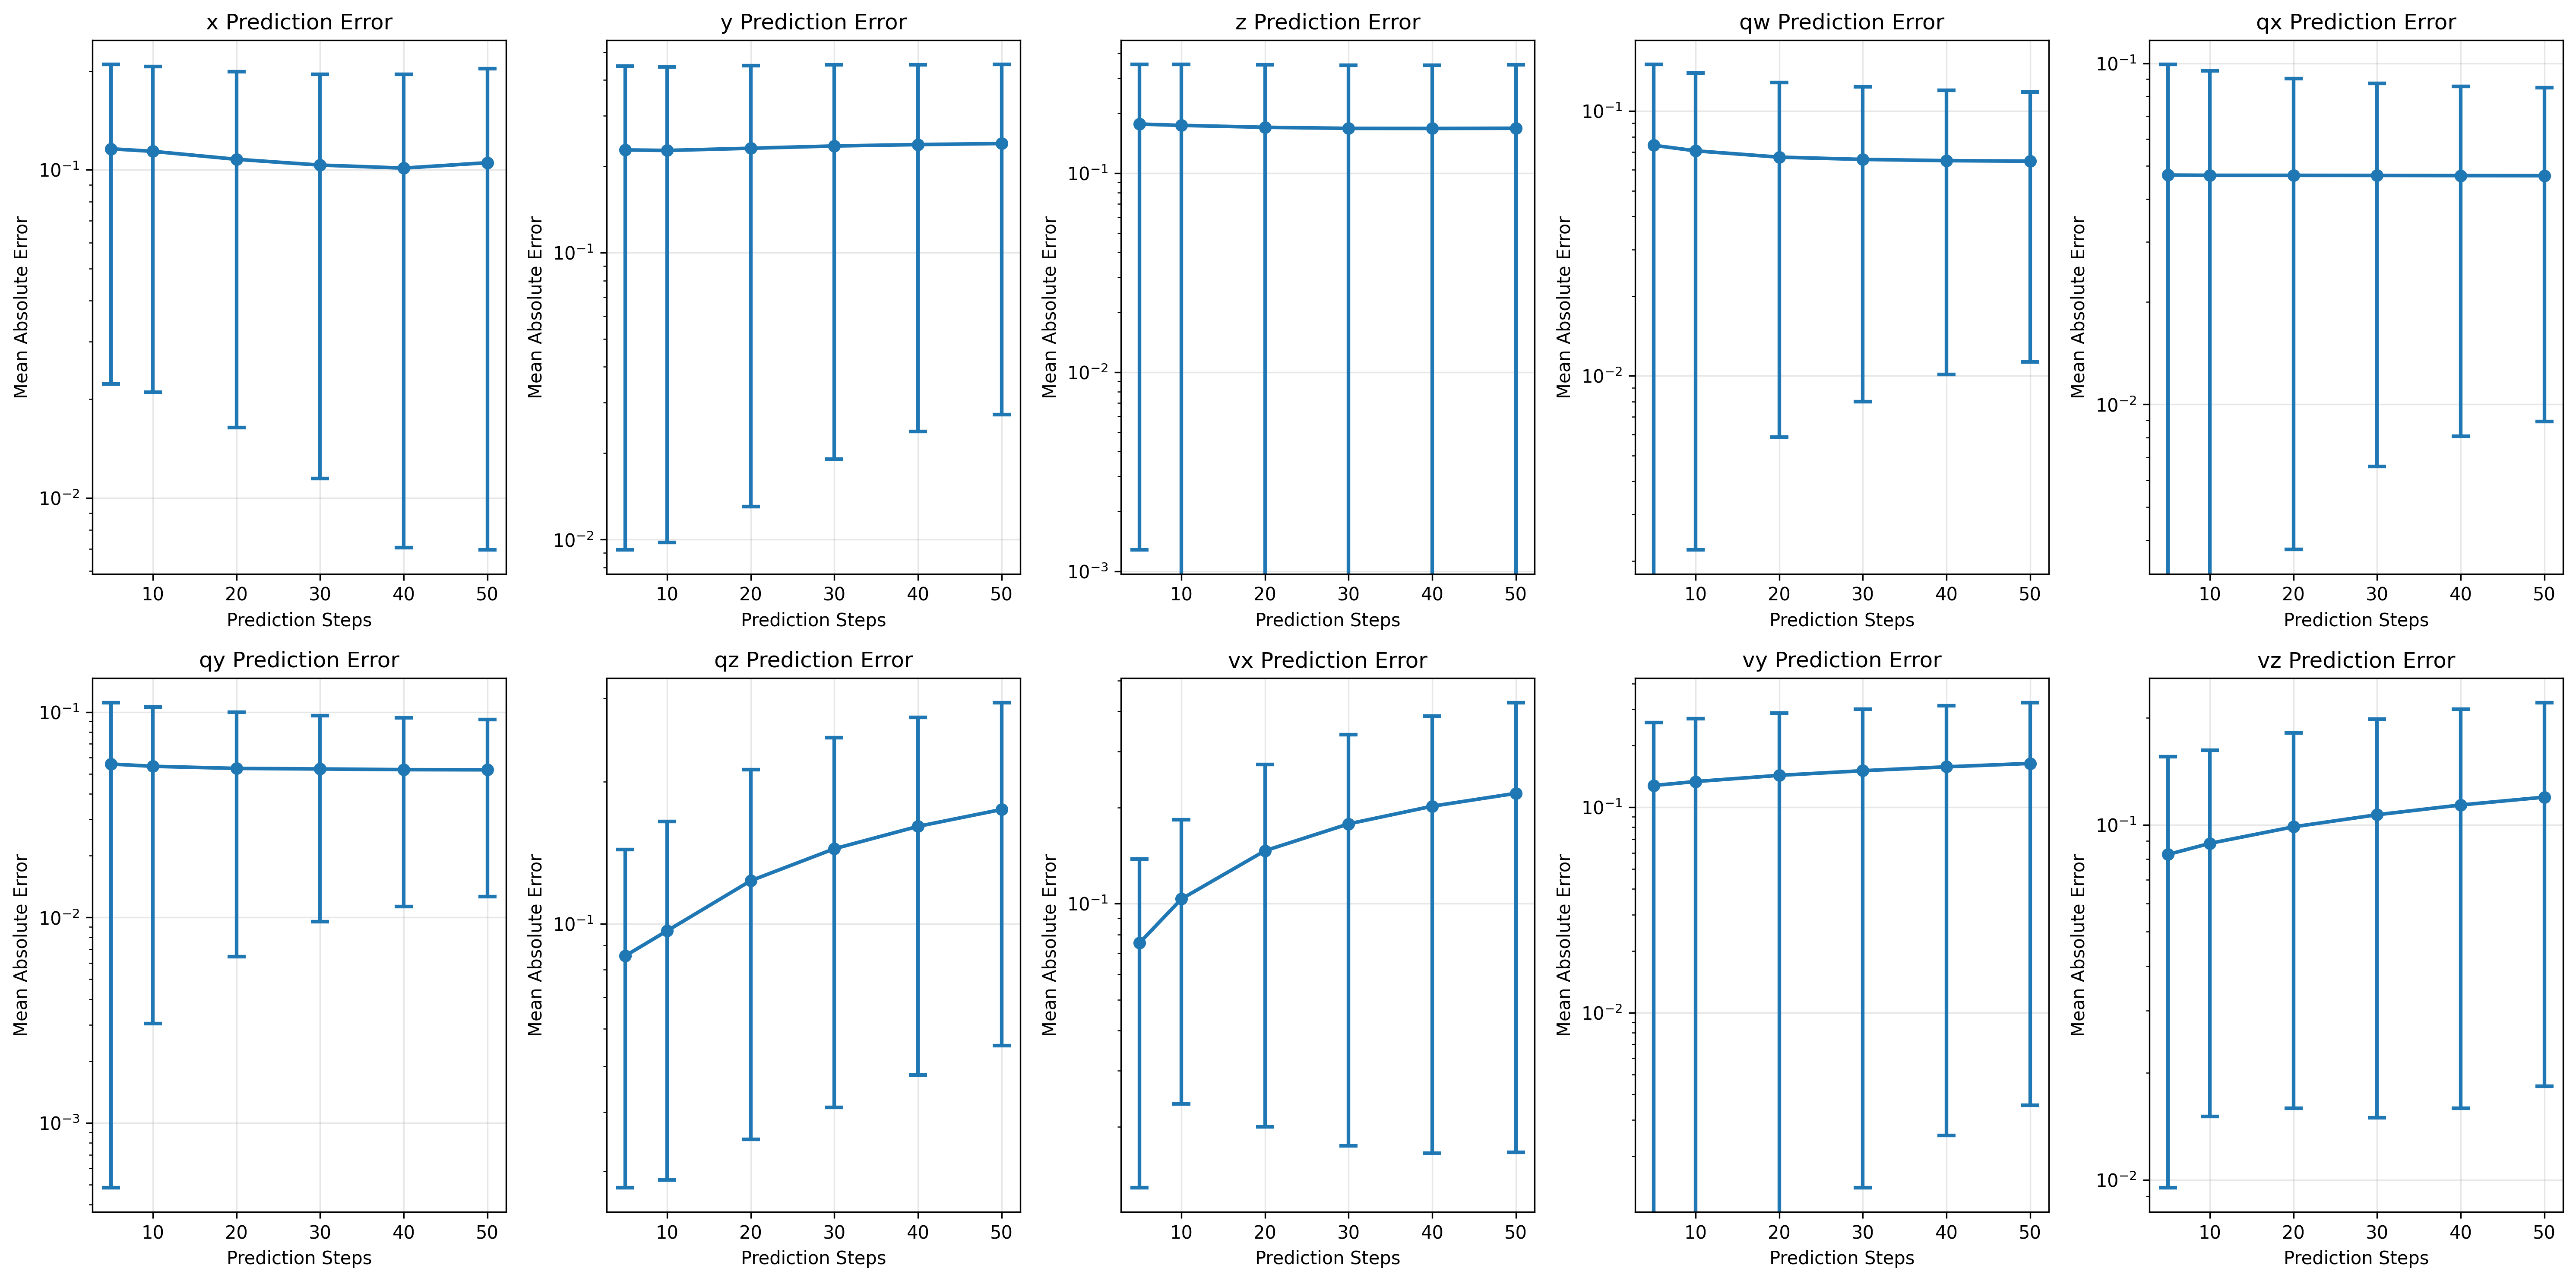 x Prediction Error
Mean Absolute Error
10⁻¹
10⁻²
10 20 30 40 50
Prediction Steps
y Prediction Error
Mean Absolute Error
10⁻¹
10⁻²
10 20 30 40 50
Prediction Steps
z Prediction Error
Mean Absolute Error
10⁻¹
10⁻²
10⁻³
10 20 30 40 50
Prediction Steps
qw Prediction Error
Mean Absolute Error
10⁻¹
10⁻²
10 20 30 40 50
Prediction Steps
qx Prediction Error
Mean Absolute Error
10⁻¹
10⁻²
10 20 30 40 50
Prediction Steps
qy Prediction Error
Mean Absolute Error
10⁻¹
10⁻²
10⁻³
10 20 30 40 50
Prediction Steps
qz Prediction Error
Mean Absolute Error
10⁻¹
10 20 30 40 50
Prediction Steps
vx Prediction Error
Mean Absolute Error
10⁻¹
10 20 30 40 50
Prediction Steps
vy Prediction Error
Mean Absolute Error
10⁻¹
10⁻²
10 20 30 40 50
Prediction Steps
vz Prediction Error
Mean Absolute Error
10⁻¹
10⁻²
10 20 30 40 50
Prediction Steps